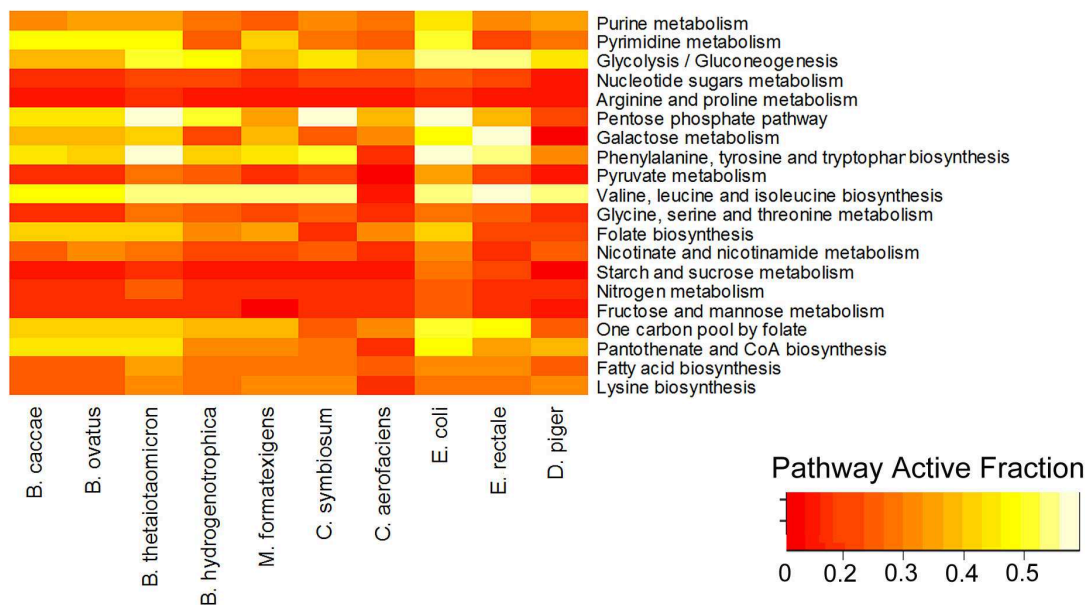 Purine metabolism
Pyrimidine metabolism
Glycolysis / Gluconeogenesis
Nucleotide sugars metabolism
Arginine and proline metabolism
Pentose phosphate pathway
Galactose metabolism
Phenylalanine, tyrosine and tryptophar biosynthesis
Pyruvate metabolism
Valine, leucine and isoleucine biosynthesis
Glycine, serine and threonine metabolism
Folate biosynthesis
Nicotinate and nicotinamide metabolism
Starch and sucrose metabolism
Nitrogen metabolism
Fructose and mannose metabolism
One carbon pool by folate
Pantothenate and CoA biosynthesis
Fatty acid biosynthesis
Lysine biosynthesis
B. caccae
B. ovatus
B. thetaiotaomicron
B. hydrogenotrophica
M. formatexigens
C. symbiosum
C. aerofaciens
E. coli
E. rectale
D. piger
Pathway Active Fraction
0 0.2 0.3 0.4 0.5